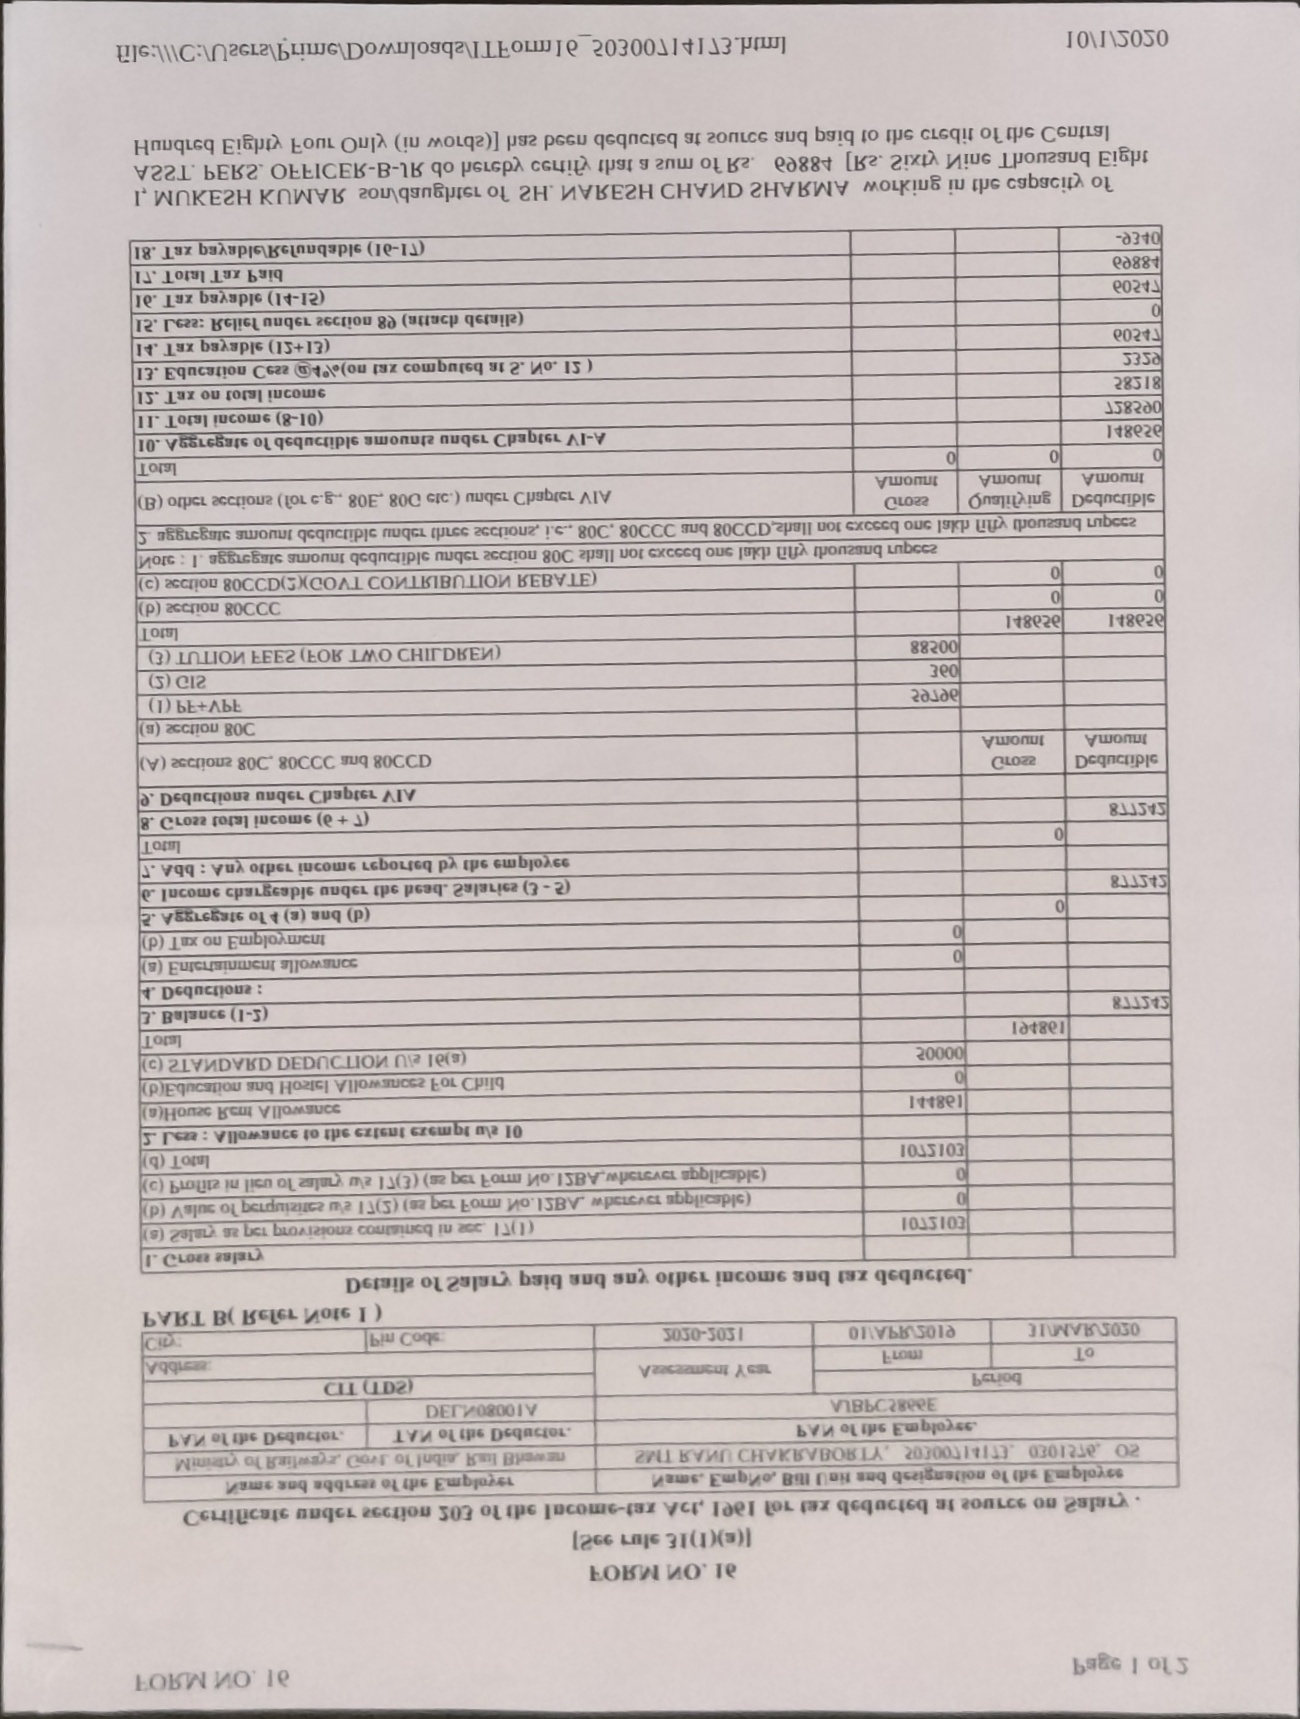 FORM NO. 16 Page 1 of 2
FORM NO. 16
[See rule 31(1)(a)]
Certificate under section 203 of the Income-tax Act, 1961 for tax deducted at source on Salary .
Name and address of the Employer Name, EmpNo, Bill Unit and designation of the Employee
Ministry of Railways, Govt. of India, Rail Bhawan SMT RANU CHAKRABORTY, 50300714173, 0301576, OS
PAN of the Deductor. TAN of the Deductor. PAN of the Employee.
DELN08001A
CIT (TDS) Assessment Year Period
Address: From To
City: Pin Code: 2020-2021 01/APR/2019 31/MAR/2020
PART B( Refer Note 1 )
Details of Salary paid and any other income and tax deducted.
1. Gross salary
(a) Salary as per provisions contained in sec. 17(1) 1072103
(b) Value of perquisites u/s 17(2) (as per Form No.12BA, wherever applicable) 0
(c) Profits in lieu of salary u/s 17(3) (as per Form No.12BA,wherever applicable) 0
(d) Total 1072103
2. Less : Allowance to the extent exempt u/s 10
(a)House Rent Allowance 144861
(b)Education and Hostel Allowances For Child 0
(c) STANDARD DEDUCTION U/s 16(a) 50000
Total 194861
3. Balance (1-2) 877242
4. Deductions :
(a) Entertainment allowance 0
(b) Tax on Employment 0
5. Aggregate of 4 (a) and (b) 0
6. Income chargeable under the head. Salaries (3 - 5) 877242
7. Add : Any other income reported by the employee
Total 0
8. Gross total income (6 + 7) 877242
9. Deductions under Chapter VIA
(A) sections 80C, 80CCC and 80CCD Gross Amount Deductible Amount
(a) section 80C
(1) PF+VPF 59796
(2) GIS 360
(3) TUTION FEES (FOR TWO CHILDREN) 88500
Total 148656 148656
(b) section 80CCC 0 0
(c) section 80CCD(2)(GOVT CONTRIBUTION REBATE) 0 0
Note : 1. aggregate amount deductible under section 80C shall not exceed one lakh fifty thousand rupees
2. aggregate amount deductible under three sections, i.e., 80C, 80CCC and 80CCD,shall not exceed one lakh fifty thousand rupees
(B) other sections (for e.g., 80E, 80G etc.) under Chapter VIA Gross Amount Qualifying Amount Deductible Amount
Total 0 0 0
10. Aggregate of deductible amounts under Chapter VI-A 148656
11. Total income (8-10) 728590
12. Tax on total income 58218
13. Education Cess @4%(on tax computed at S. No. 12 ) 2329
14. Tax payable (12+13) 60547
15. Less: Relief under section 89 (attach details) 0
16. Tax payable (14-15) 60547
17. Total Tax Paid 69884
18. Tax payable/Refundable (16-17) -9340
I, MUKESH KUMAR son/daughter of SH. NARESH CHAND SHARMA working in the capacity of
ASST. PERS. OFFICER-B-JR do hereby certify that a sum of Rs. 69884 [Rs. Sixty Nine Thousand Eight
Hundred Eighty Four Only (in words)] has been deducted at source and paid to the credit of the Central
file:///C:/Users/Prime/Downloads/ITForm16_50300714173.html 10/1/2020